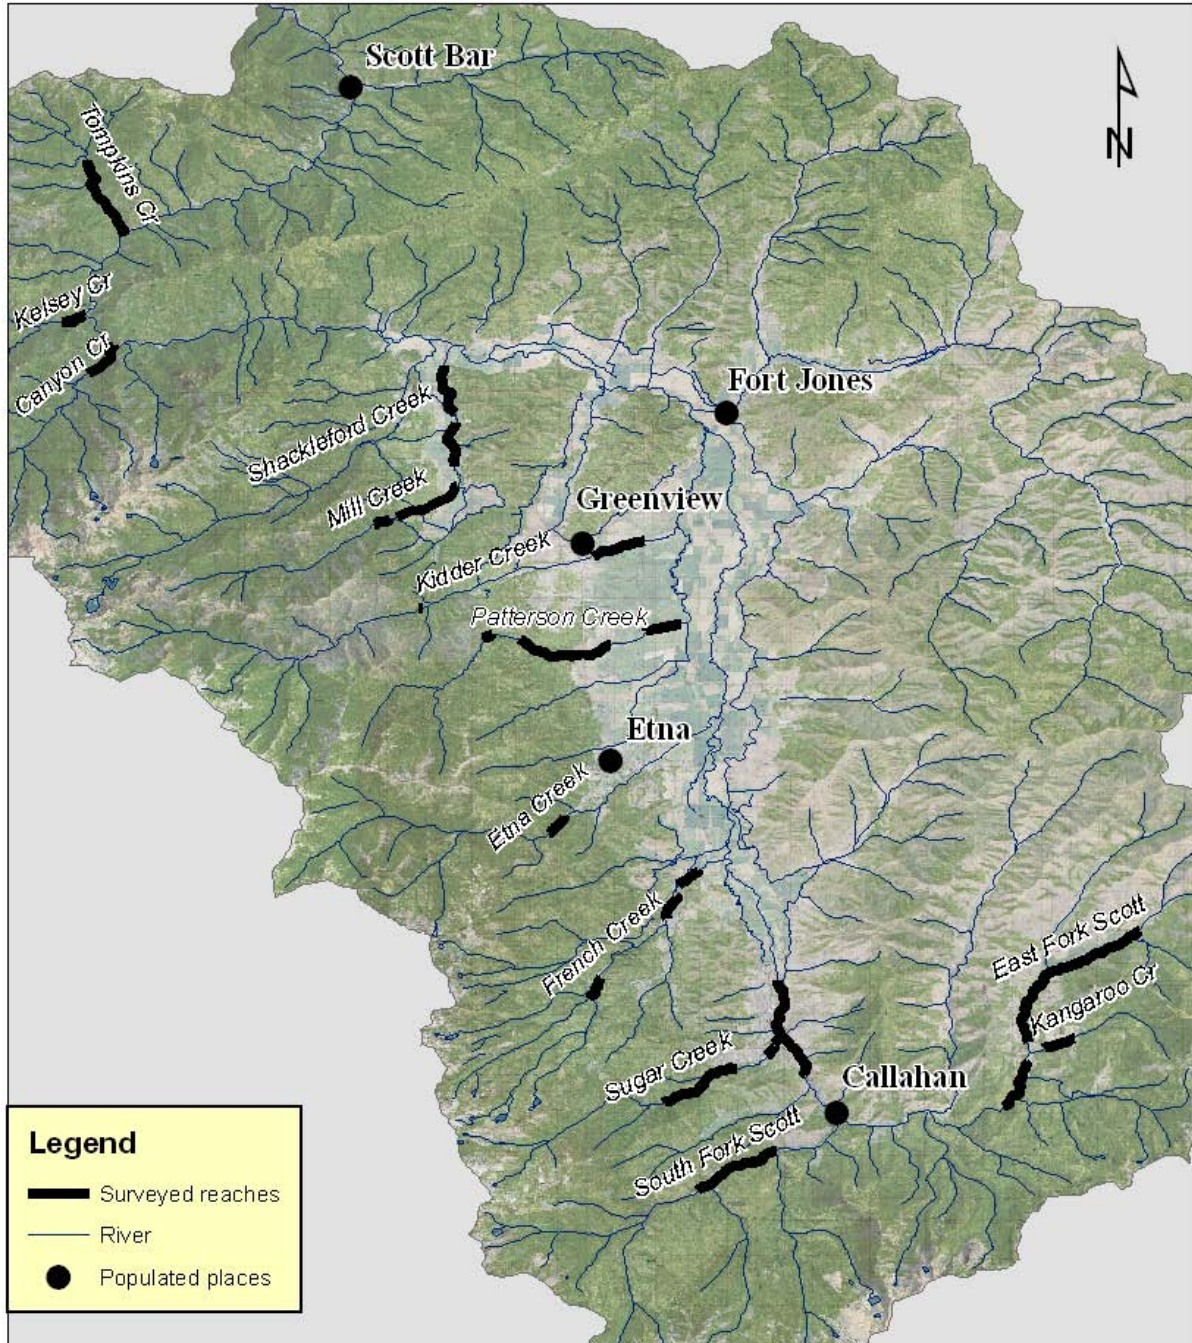 Scott Bar
N
Tompkins Cr
Kelsey Cr
Canyon Cr
Fort Jones
Shackleford Creek
Mill Creek
Greenview
Kidder Creek
Patterson Creek
Etna
Etna Creek
French Creek
East Fork Scott
Kangaroo Cr
Sugar Creek
Callahan
South Fork Scott
Legend
Surveyed reaches
River
Populated places